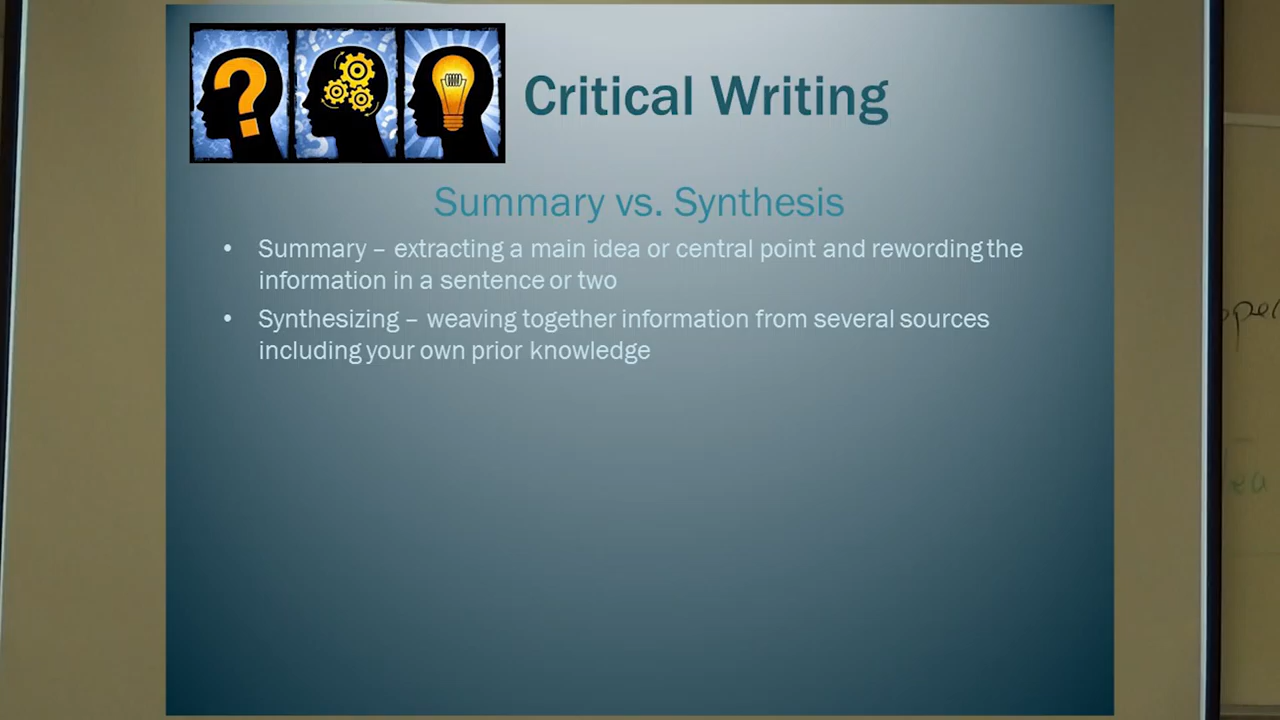 Critical Writing
Summary vs. Synthesis
• Summary – extracting a main idea or central point and rewording the
information in a sentence or two
• Synthesizing – weaving together information from several sources
including your own prior knowledge